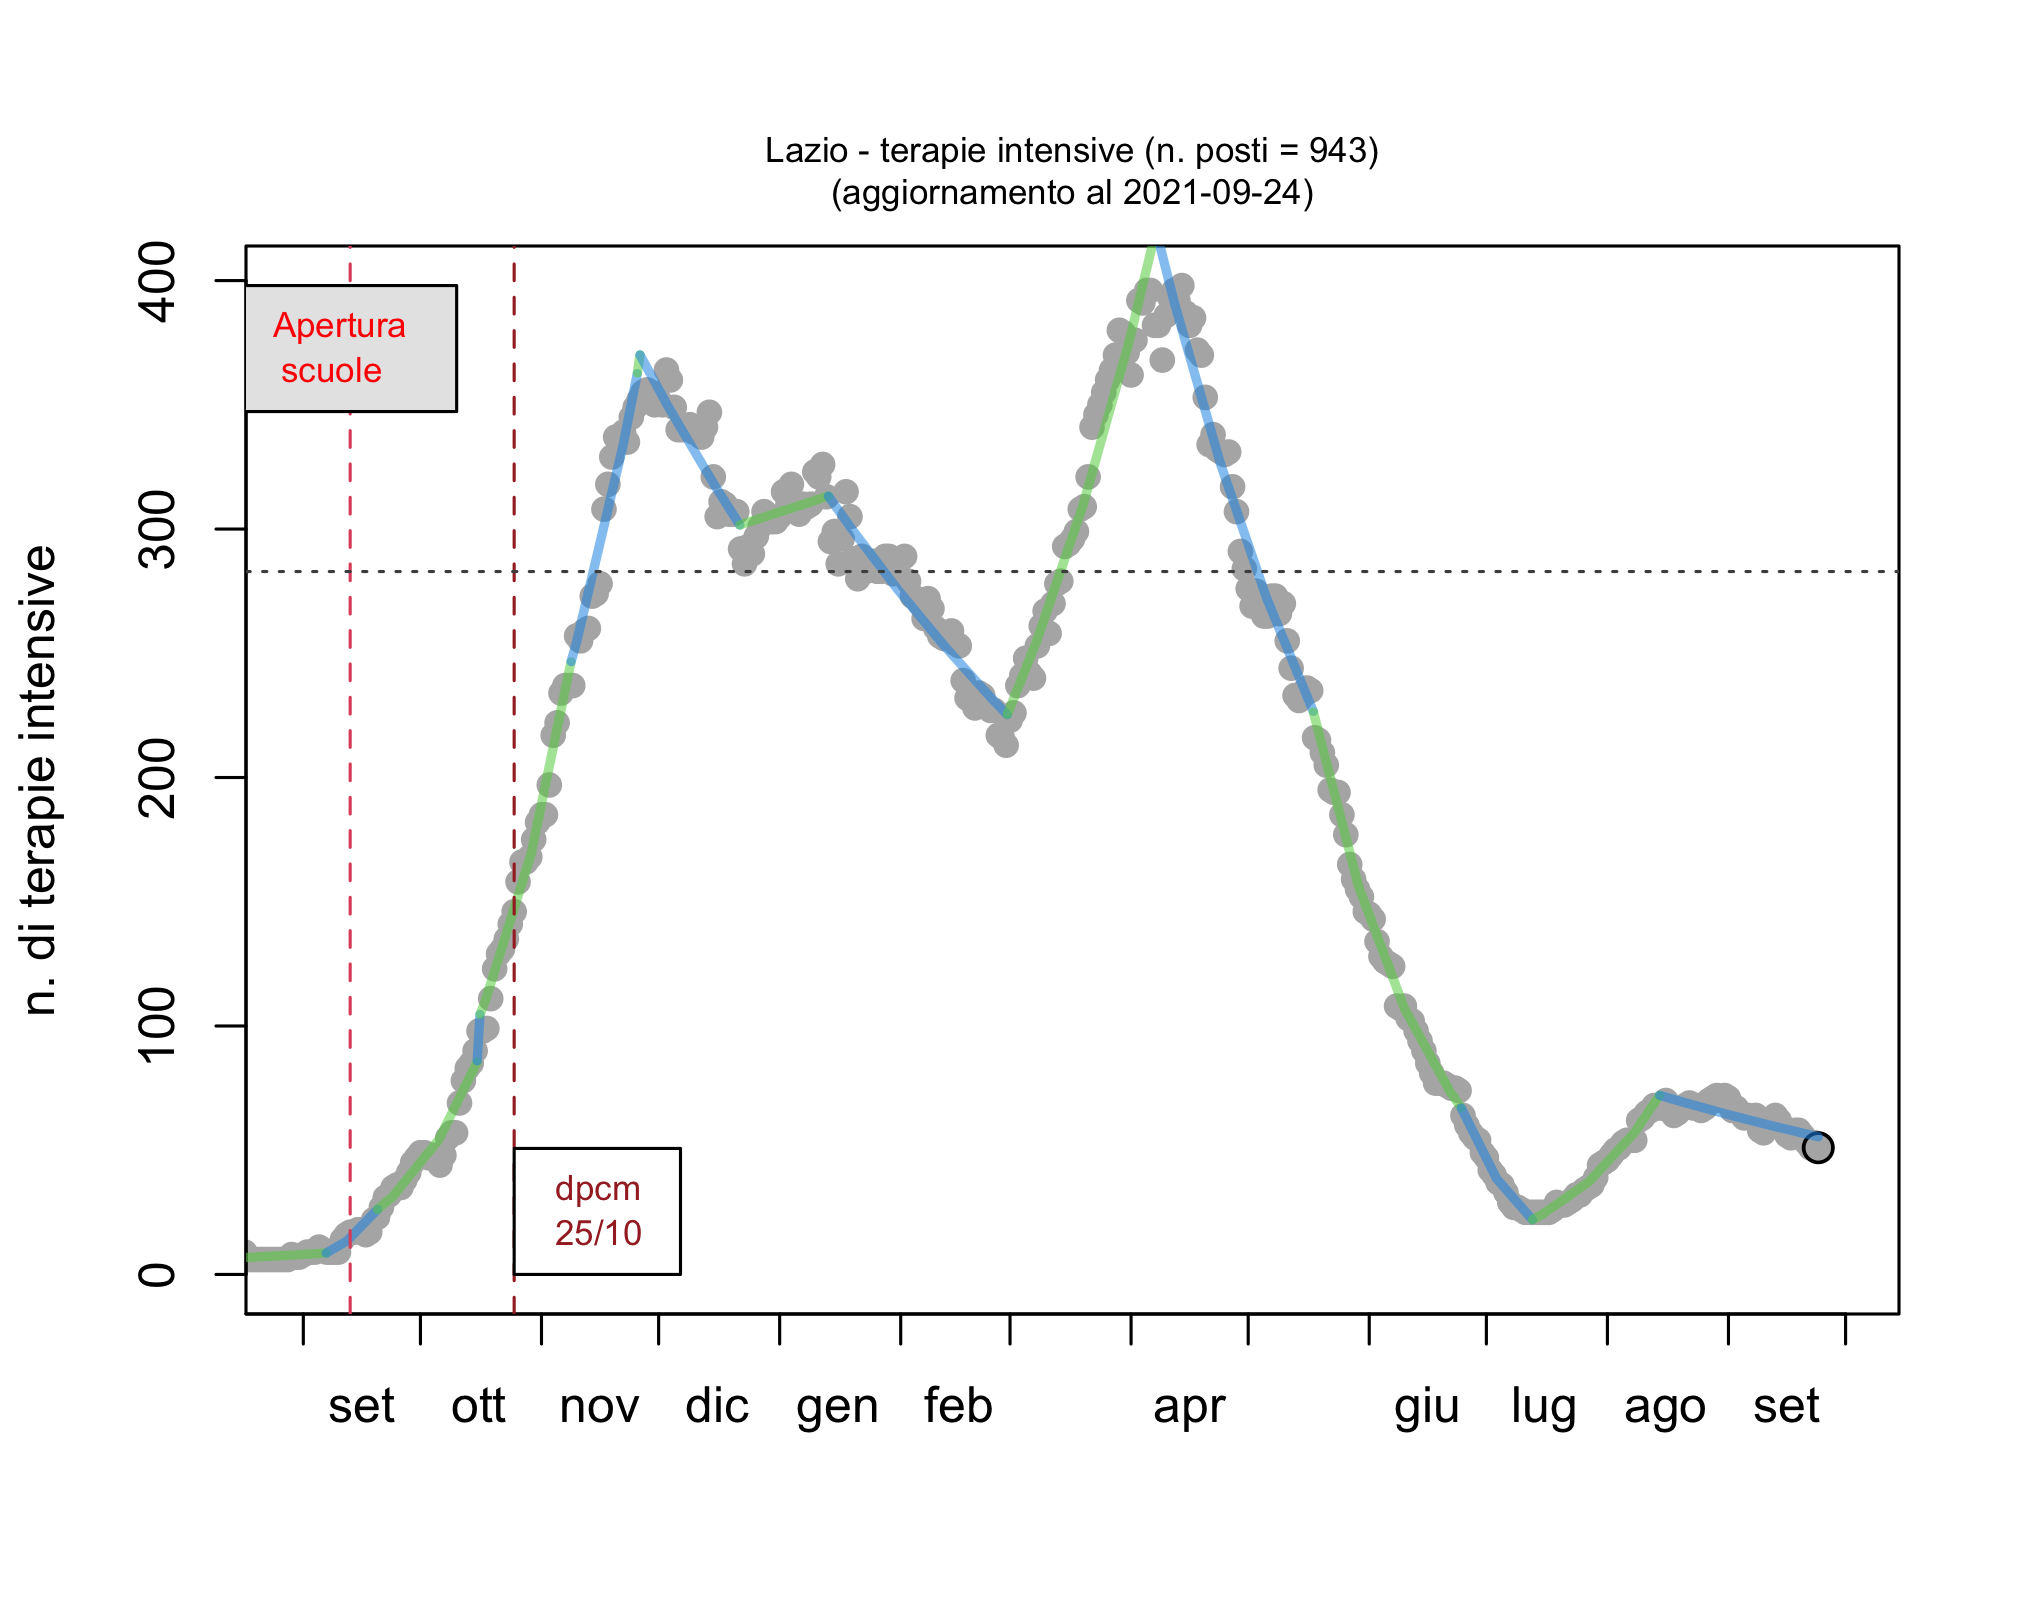 Lazio - terapie intensive (n. posti = 943)
(aggiornamento al 2021-09-24)
n. di terapie intensive
400
300
200
100
0
Apertura
scuole
dpcm
25/10
set ott nov dic gen feb apr giu lug ago set